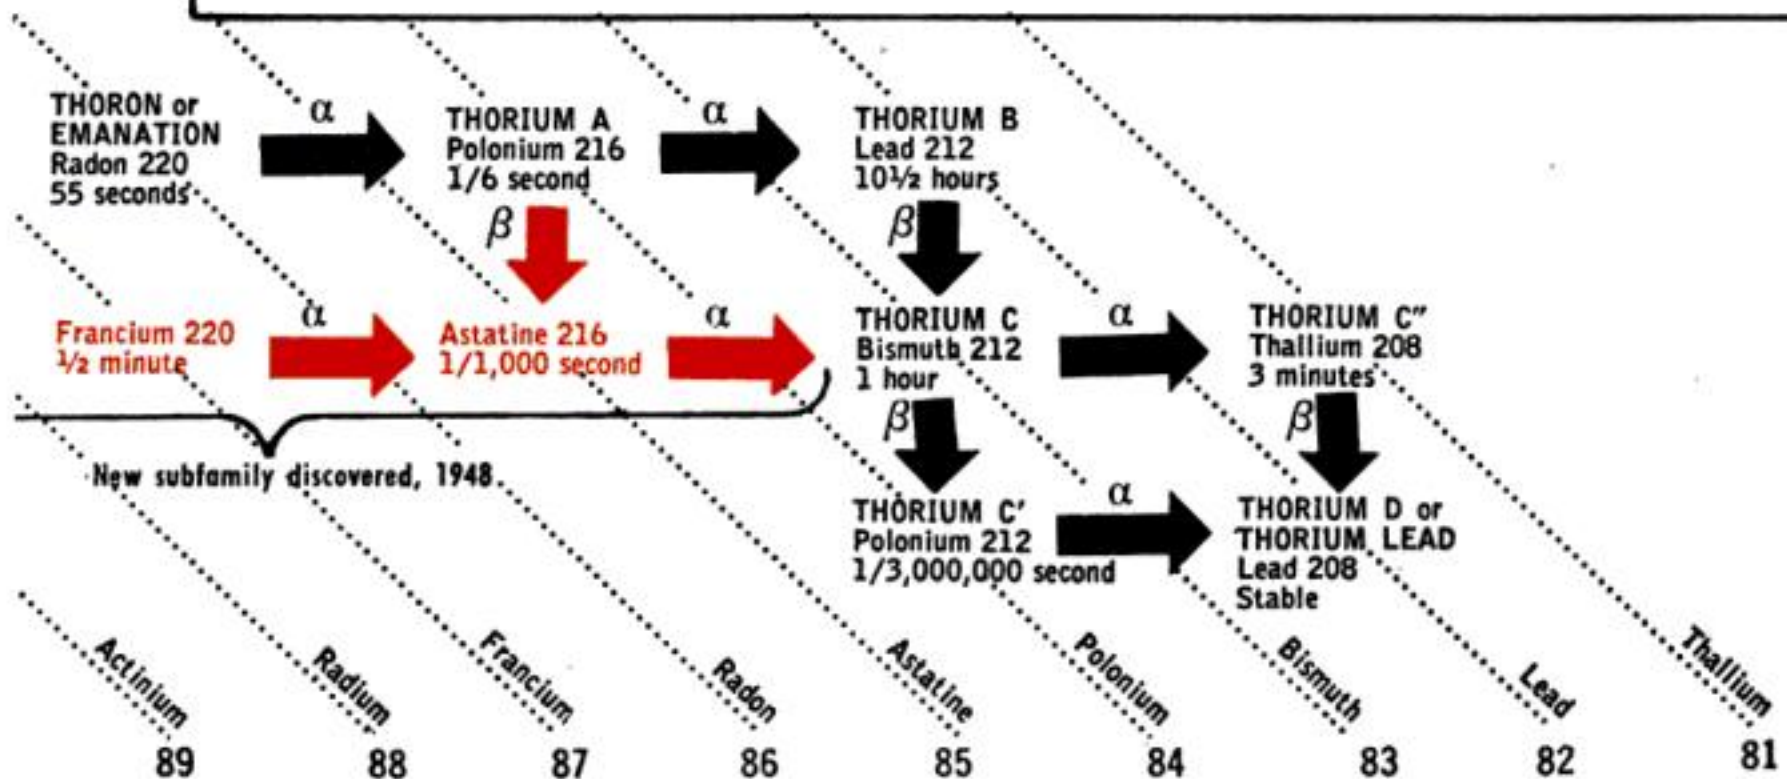 THORON or
EMANATION
Radon 220
55 seconds
α
THORIUM A
Polonium 216
1/6 second
α
THORIUM B
Lead 212
10½ hours
β
β
Francium 220
½ minute
α
Astatine 216
1/1,000 second
α
THORIUM C
Bismuth 212
1 hour
α
THORIUM C″
Thallium 208
3 minutes
β
β
New subfamily discovered, 1948
THORIUM C′
Polonium 212
1/3,000,000 second
α
THORIUM D or
THORIUM LEAD
Lead 208
Stable
Actinium
Radium
Francium
Radon
Astatine
Polonium
Bismuth
Lead
Thallium
89 88 87 86 85 84 83 82 81